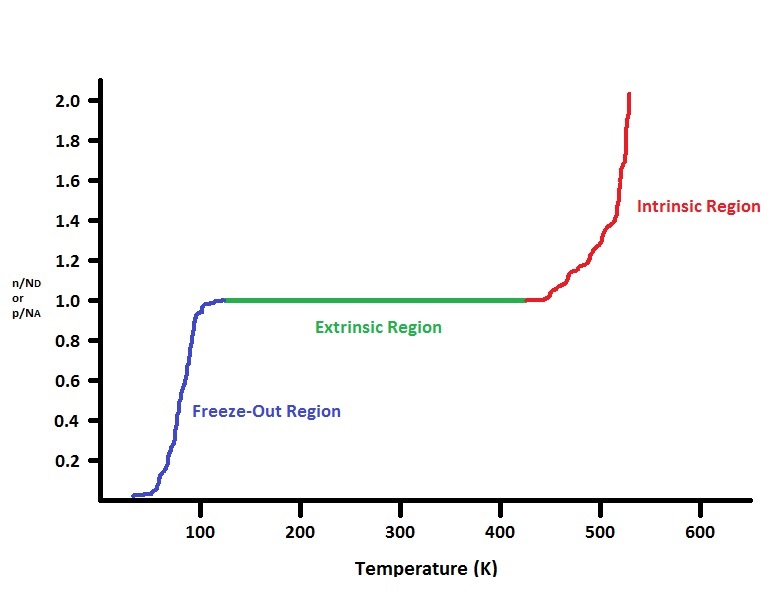 2.0
1.8
1.6
Intrinsic Region
1.4
1.2
n/ND
or
p/NA
1.0
Extrinsic Region
0.8
0.6
Freeze-Out Region
0.4
0.2
100 200 300 400 500 600
Temperature (K)